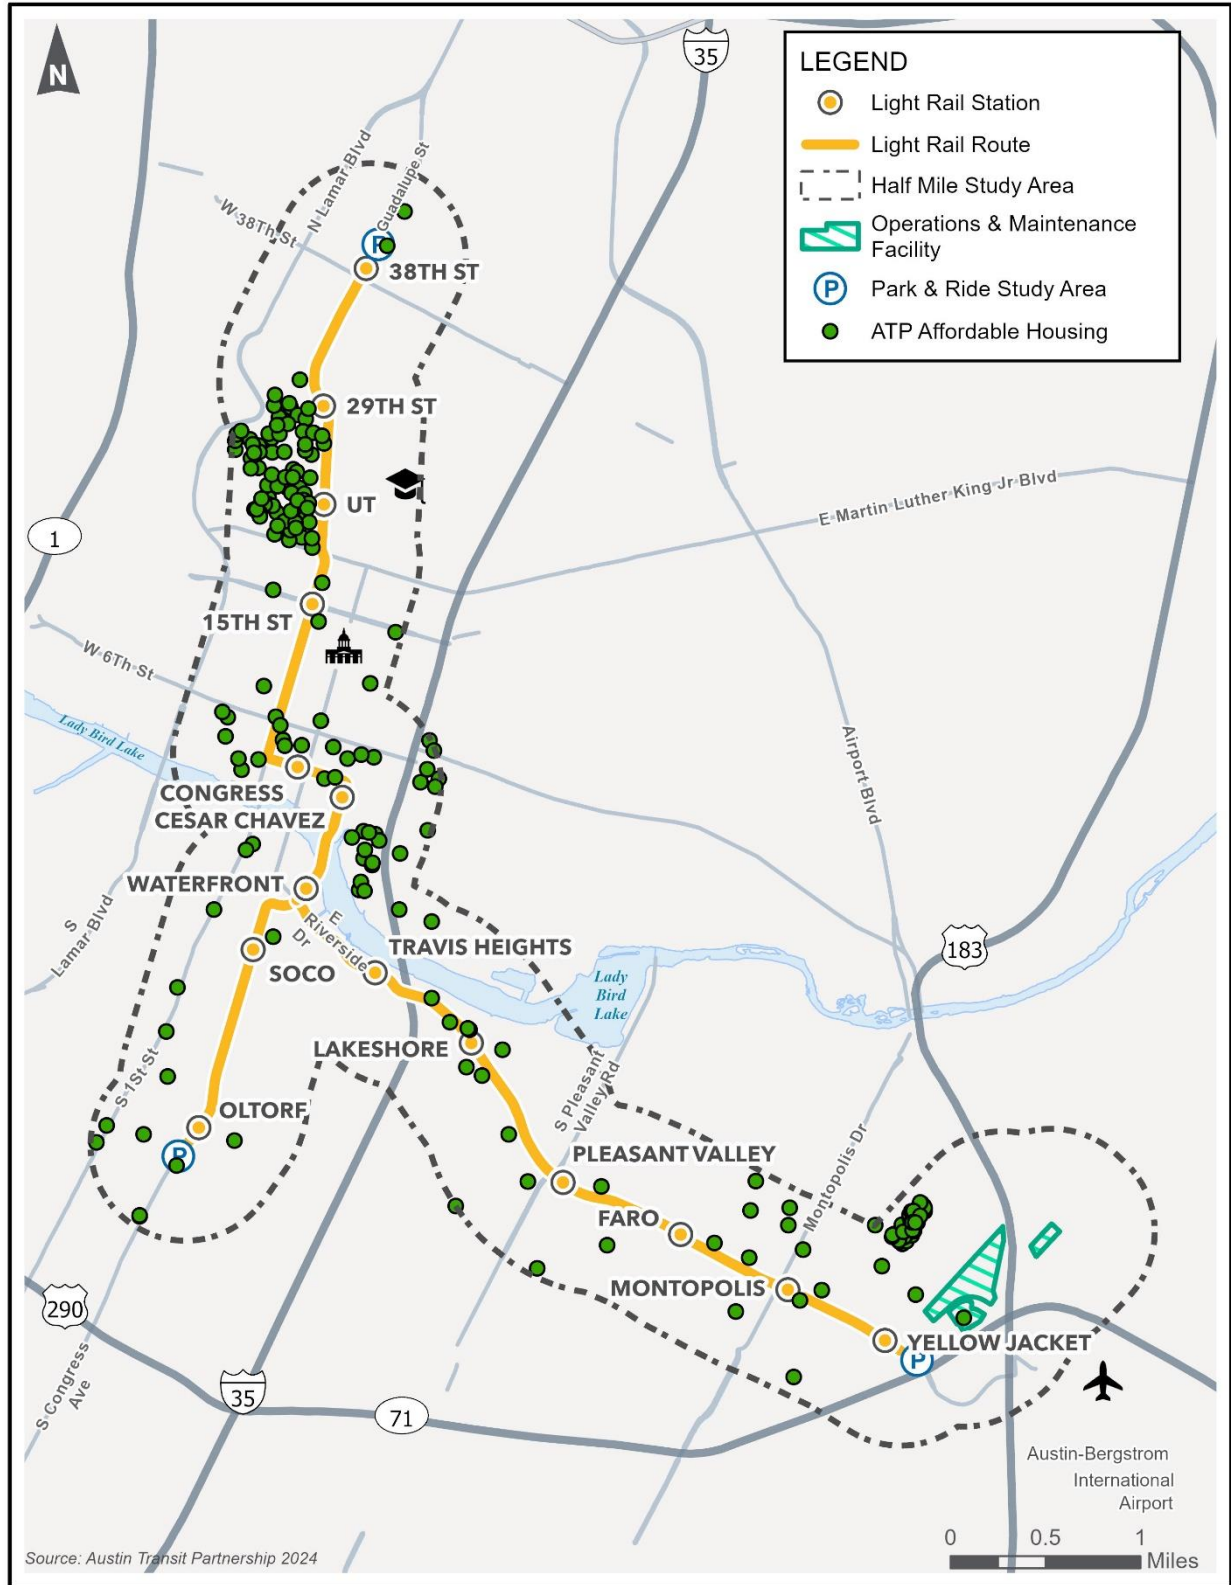 N
35
LEGEND
Light Rail Station
Light Rail Route
Half Mile Study Area
Operations & Maintenance
Facility
P
Park & Ride Study Area
ATP Affordable Housing
N Lamar Blvd
Guadalupe St
W 38Th St
P
38TH ST
29TH ST
UT
E Martin Luther King Jr Blvd
1
15TH ST
W 6Th St
Lady Bird Lake
Airport Blvd
CONGRESS
CESAR CHAVEZ
WATERFRONT
S
Lamar Blvd
E
Riverside
Dr
TRAVIS HEIGHTS
183
SOCO
Lady
Bird
Lake
LAKESHORE
S 1St St
S Pleasant
Valley Rd
OLTORF
P
PLEASANT VALLEY
Montopolis Dr
FARO
MONTOPOLIS
290
YELLOW JACKET
P
S Congress
Ave
35
71
Austin-Bergstrom
International
Airport
0 0.5 1
Miles
Source: Austin Transit Partnership 2024